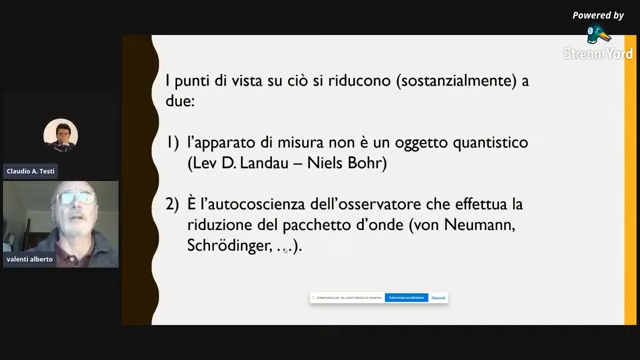 Powered by
StreamYard
I punti di vista su ciò si riducono (sostanzialmente) a
due:
1) l'apparato di misura non è un oggetto quantistico
(Lev D. Landau – Niels Bohr)
2) È l'autocoscienza dell'osservatore che effettua la
riduzione del pacchetto d'onde (von Neumann,
Schrödinger, …).
Claudio A. Testi
valenti alberto